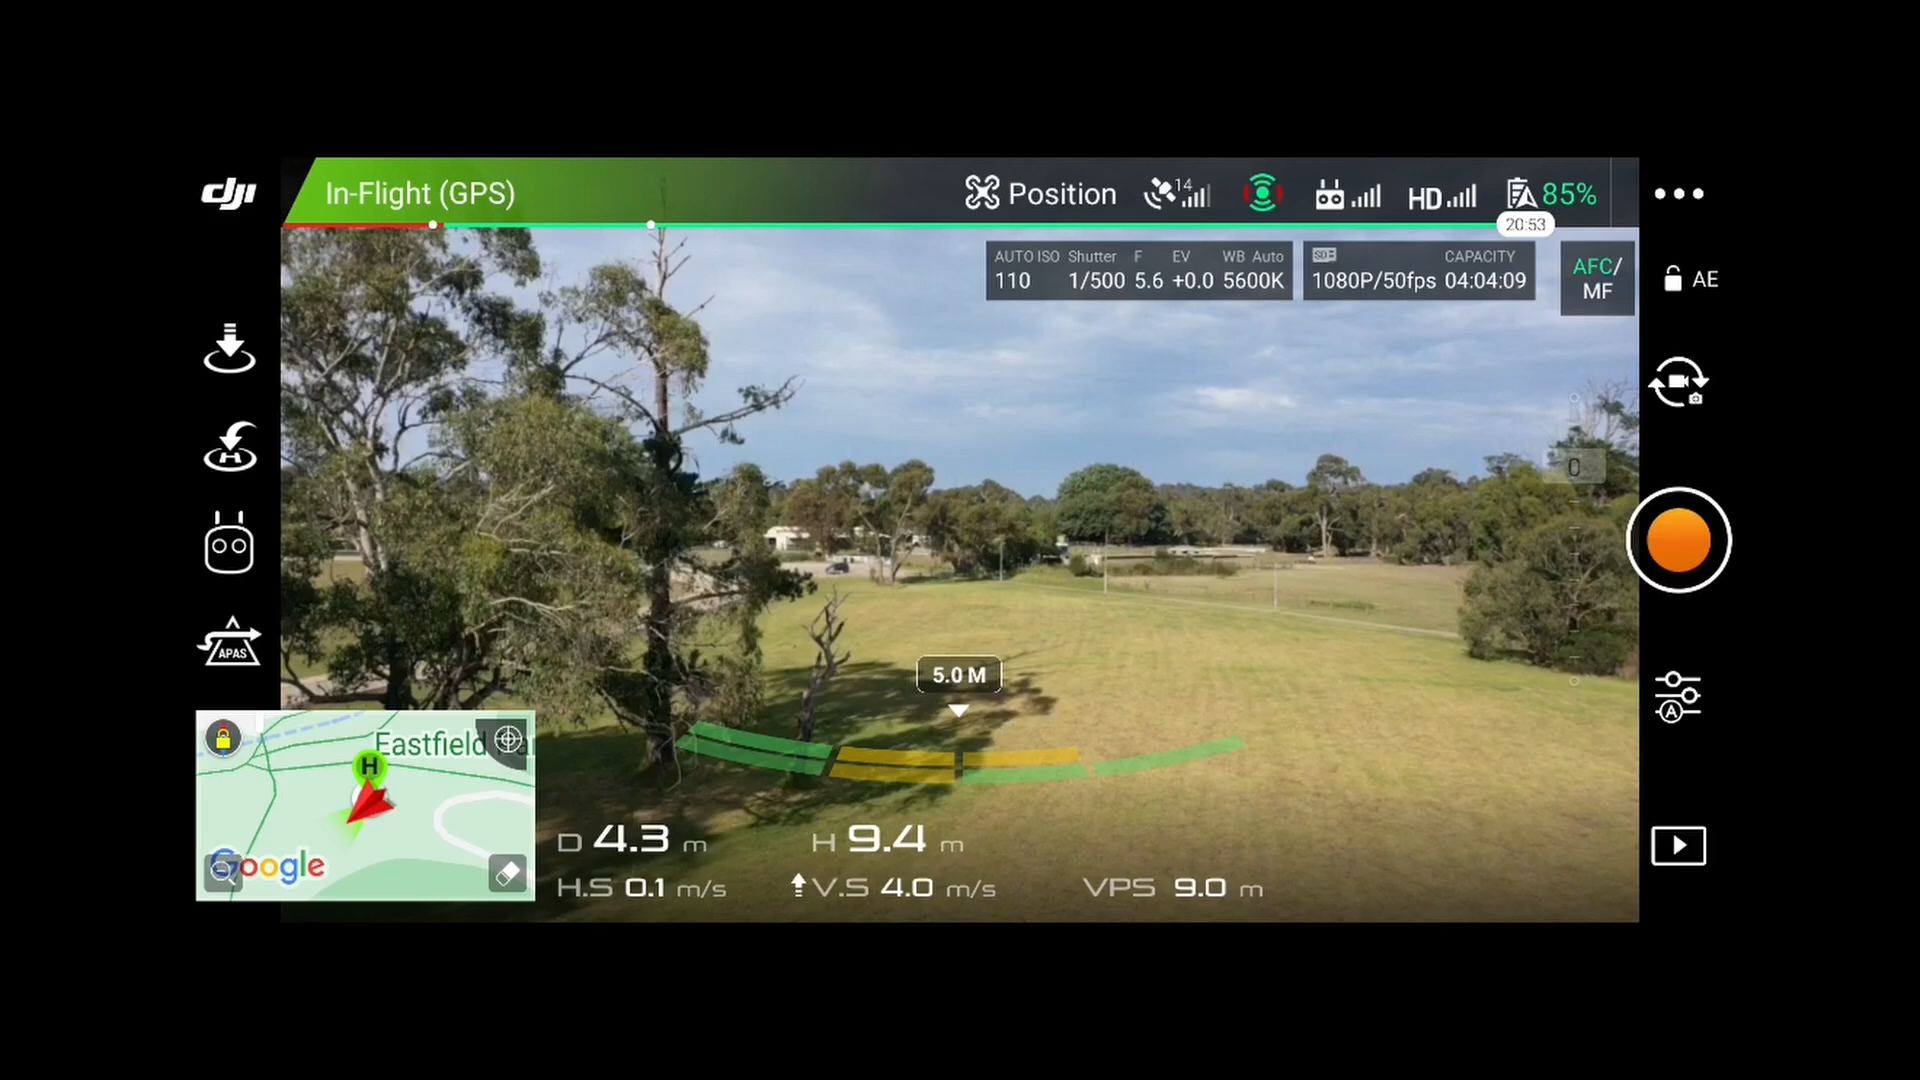 dji
In-Flight (GPS)
Position
14
HD
85%
20:53
AUTO ISO Shutter F EV WB Auto
110 1/500 5.6 +0.0 5600K
SD
CAPACITY
1080P/50fps 04:04:09
AFC/
MF
AE
0
H
APAS
A
5.0 M
Eastfield
H
Google
D 4.3 m
H 9.4 m
H.S 0.1 m/s
V.S 4.0 m/s
VPS 9.0 m